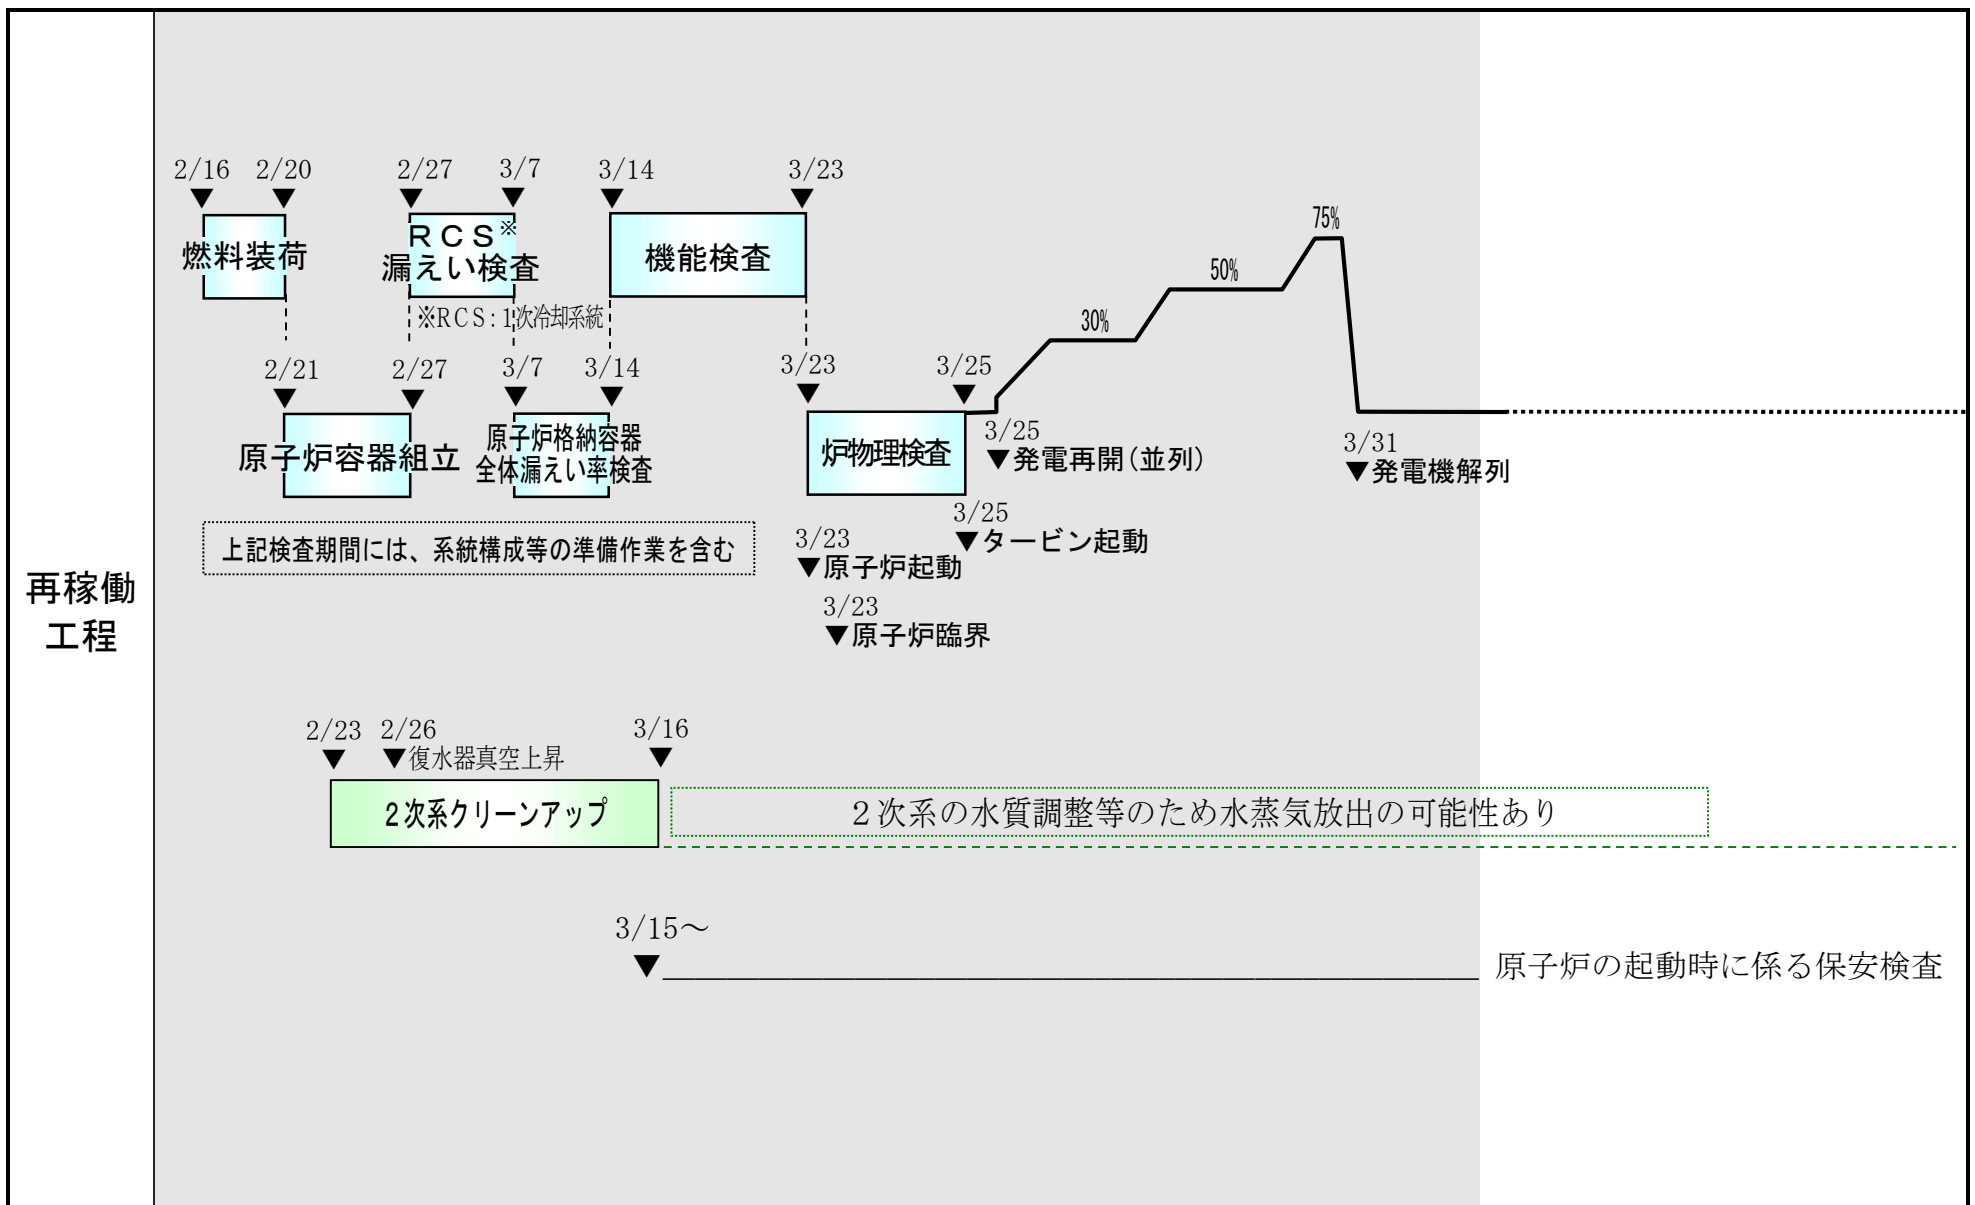 再稼働
工程
2/16 2/20 2/27 3/7 3/14 3/23
▼ ▼ ▼ ▼ ▼ ▼
燃料装荷
ＲＣＳ※
漏えい検査
機能検査
※RCS:1次冷却系統
30%
50%
75%
2/21 2/27 3/7 3/14 3/23 3/25
▼ ▼ ▼ ▼ ▼ ▼
原子炉容器組立
原子炉格納容器
全体漏えい率検査
炉物理検査
3/25
▼発電再開(並列)
3/31
▼発電機解列
3/25
▼タービン起動
上記検査期間には、系統構成等の準備作業を含む
3/23
▼原子炉起動
3/23
▼原子炉臨界
2/23 2/26 3/16
▼ ▼復水器真空上昇 ▼
2次系クリーンアップ
２次系の水質調整等のため水蒸気放出の可能性あり
3/15～
▼
原子炉の起動時に係る保安検査